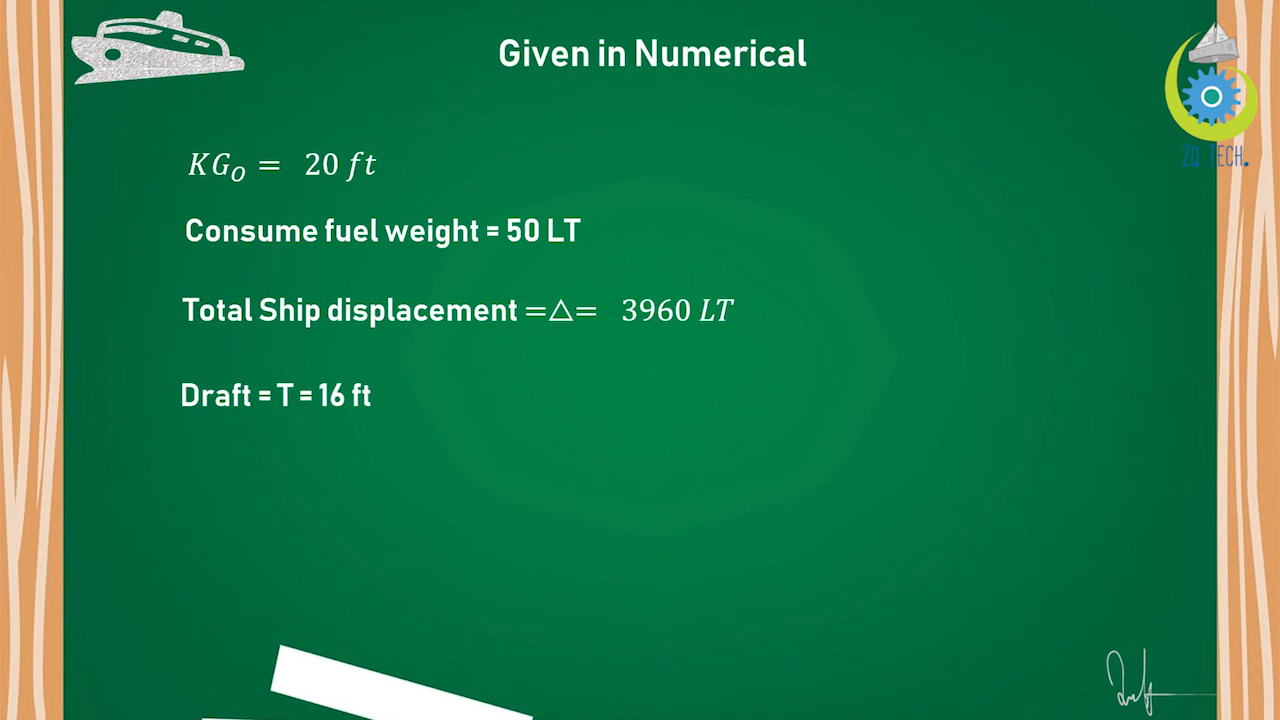 Given in Numerical
ZQ TECH.
KG_O = 20 ft
Consume fuel weight = 50 LT
Total Ship displacement =△= 3960 LT
Draft = T = 16 ft